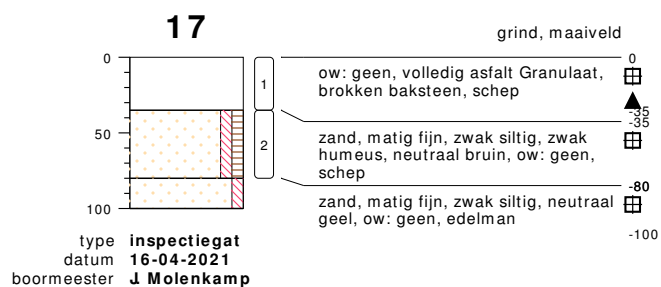 17
grind, maaiveld
0
1
ow: geen, volledig asfalt Granulaat,
brokken baksteen, schep
0
-35
-35
50
2
zand, matig fijn, zwak siltig, zwak
humeus, neutraal bruin, ow: geen,
schep
-80
zand, matig fijn, zwak siltig, neutraal
geel, ow: geen, edelman
100
-100
type inspectiegat
datum 16-04-2021
boormeester J. Molenkamp